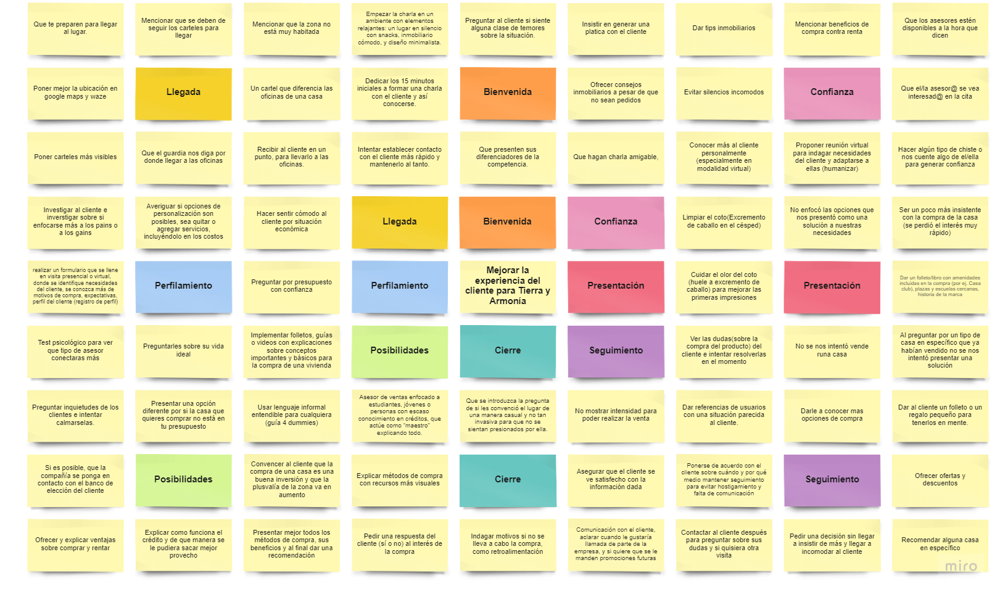 Que te preparen para llegar
al lugar.
Mencionar que se deben de
seguir los carteles para
llegar
Mencionar que la zona no
está muy habitada
Empezar la charla en un
ambiente con elementos
relajantes: un lugar en silencio
con snacks, inmobiliario
cómodo, y diseño minimalista.
Preguntar al cliente si siente
alguna clase de temores
sobre la situación.
Insistir en generar una
platica con el cliente
Dar tips inmobiliarios
Mencionar beneficios de
compra contra renta
Que los asesores estén
disponibles a la hora que
dicen
Poner mejor la ubicación en
google maps y waze
Llegada
Un cartel que diferencia las
oficinas de una casa
Dedicar los 15 minutos
iniciales a formar una charla
con el cliente y así
conocerse.
Bienvenida
Ofrecer consejos
inmobiliarios a pesar de que
no sean pedidos
Evitar silencios incomodos
Confianza
Que el/la asesor@ se vea
interesad@ en la cita
Poner carteles más visibles
Que el guardia nos diga por
donde llegar a las oficinas
Recibir al cliente en un
punto, para llevarlo a las
oficinas.
Intentar establecer contacto
con el cliente más rápido y
mantenerlo al tanto.
Que presenten sus
diferenciadores de la
competencia.
Que hagan charla amigable,
Conocer más al cliente
personalmente
(especialmente en
modalidad virtual)
Proponer reunión virtual
para indagar necesidades
del cliente y adaptarse a
ellas (humanizar)
Hacer algún tipo de chiste o
nos cuente algo de el/ella
para generar confianza
Investigar al cliente e
inverstigar sobre si
enfocarse más a los pains o
a los gains
Averiguar si opciones de
personalización son
posibles, sea quitar o
agregar servicios,
incluyéndolo en los costos
Hacer sentir cómodo al
cliente por situación
económica
Llegada
Bienvenida
Confianza
Limpiar el coto(Excremento
de caballo en el césped)
No enfocó las opciones que
nos presentó como una
solución a nuestras
necesidades
Ser un poco más insistente
con la compra de la casa
(se perdió el interés muy
rápido)
realizar un formulario que se llene
en visita presencial o virtual,
donde se identifique necesidades
del cliente, se conozca más de
motivos de compra, expectativas,
perfil del cliente (registro de perfil)
Perfilamiento
Preguntar por presupuesto
con confianza
Perfilamiento
Mejorar la
experiencia del
cliente para Tierra y
Armonía
Presentación
Cuidar el olor del coto
(huele a excremento de
caballo) para mejorar las
primeras impresiones
Presentación
Dar un folleto/libro con amenidades
incluidas en la compra (por ej. Casa
club), plazas y escuelas cercanas,
historia de la marca
Test psicológico para ver
que tipo de asesor
conectaras más
Preguntarles sobre su vida
ideal
Implementar folletos, guías
o videos con explicaciones
sobre conceptos
importantes y básicos para
la compra de una vivienda
Posibilidades
Cierre
Seguimiento
Ver las dudas(sobre la
compra del producto) del
cliente e intentar resolverlas
en el momento
No se nos intentó vende
runa casa
Al preguntar por un tipo de
casa en específico que ya
habían vendido no se nos
intentó presentar una
solución
Preguntar inquietudes de los
clientes e intentar
calmarselas.
Presentar una opción
diferente por si la casa que
quieres comprar no está en
tu presupuesto
Usar lenguaje informal
entendible para cualquiera
(guía 4 dummies)
Asesor de ventas enfocado a
estudiantes, jóvenes o
personas con escaso
conocimiento en créditos, que
actúe como "maestro"
explicando todo.
Que se introduzca la pregunta
de si les convenció el lugar de
una manera casual y no tan
invasiva para que no se
sientan presionados por ella.
No mostrar intensidad para
poder realizar la venta
Dar referencias de usuarios
con una situación parecida
al cliente.
Darle a conocer mas
opciones de compra
Dar al cliente un folleto o un
regalo pequeño para
tenerlos en mente.
Si es posible, que la
compañía se ponga en
contacto con el banco de
elección del cliente
Posibilidades
Convencer al cliente que la
compra de una casa es una
buena inversión y que la
plusvalía de la zona va en
aumento
Explicar métodos de compra
con recursos más visuales
Cierre
Asegurar que el cliente se
ve satisfecho con la
información dada
Ponerse de acuerdo con el
cliente sobre cuándo y por qué
medio mantener seguimiento
para evitar hostigamiento y
falta de comunicación
Seguimiento
Ofrecer ofertas y
descuentos
Ofrecer y explicar ventajas
sobre comprar y rentar
Explicar como funciona el
crédito y de que manera se
le pudiera sacar mejor
provecho
Presentar mejor todos los
métodos de compra, sus
beneficios y al final dar una
recomendación
Pedir una respuesta del
cliente (sí o no) al interés de
la compra
Indagar motivos si no se
lleva a cabo la compra,
como retroalimentación
Comunicación con el cliente,
aclarar cuando le gustaría
llamada de parte de la
empresa, y si quiere que se le
manden promociones futuras
Contactar al cliente después
para preguntar sobre sus
dudas y si quisiera otra
visita
Pedir una decisión sin llegar
a insistir de más y llegar a
incomodar al cliente
Recomendar alguna casa
en específico
miro